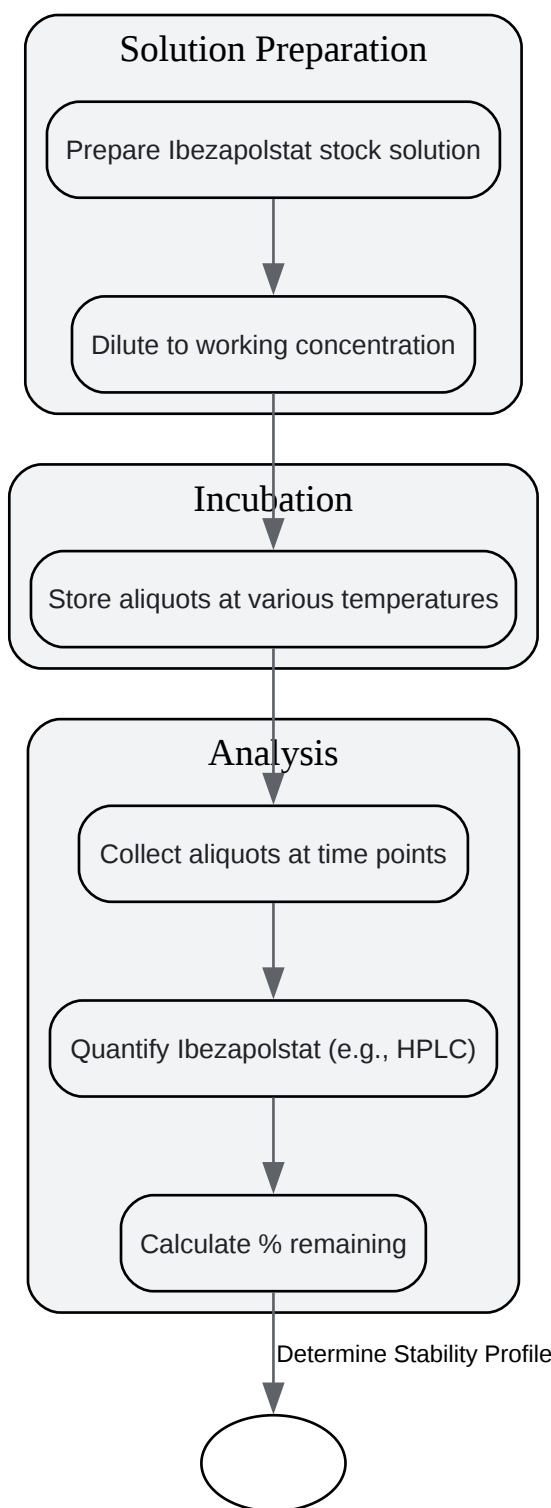 Solution Preparation
Prepare Ibezapolstat stock solution
Dilute to working concentration
Incubation
Store aliquots at various temperatures
Analysis
Collect aliquots at time points
Quantify Ibezapolstat (e.g., HPLC)
Calculate % remaining
Determine Stability Profile